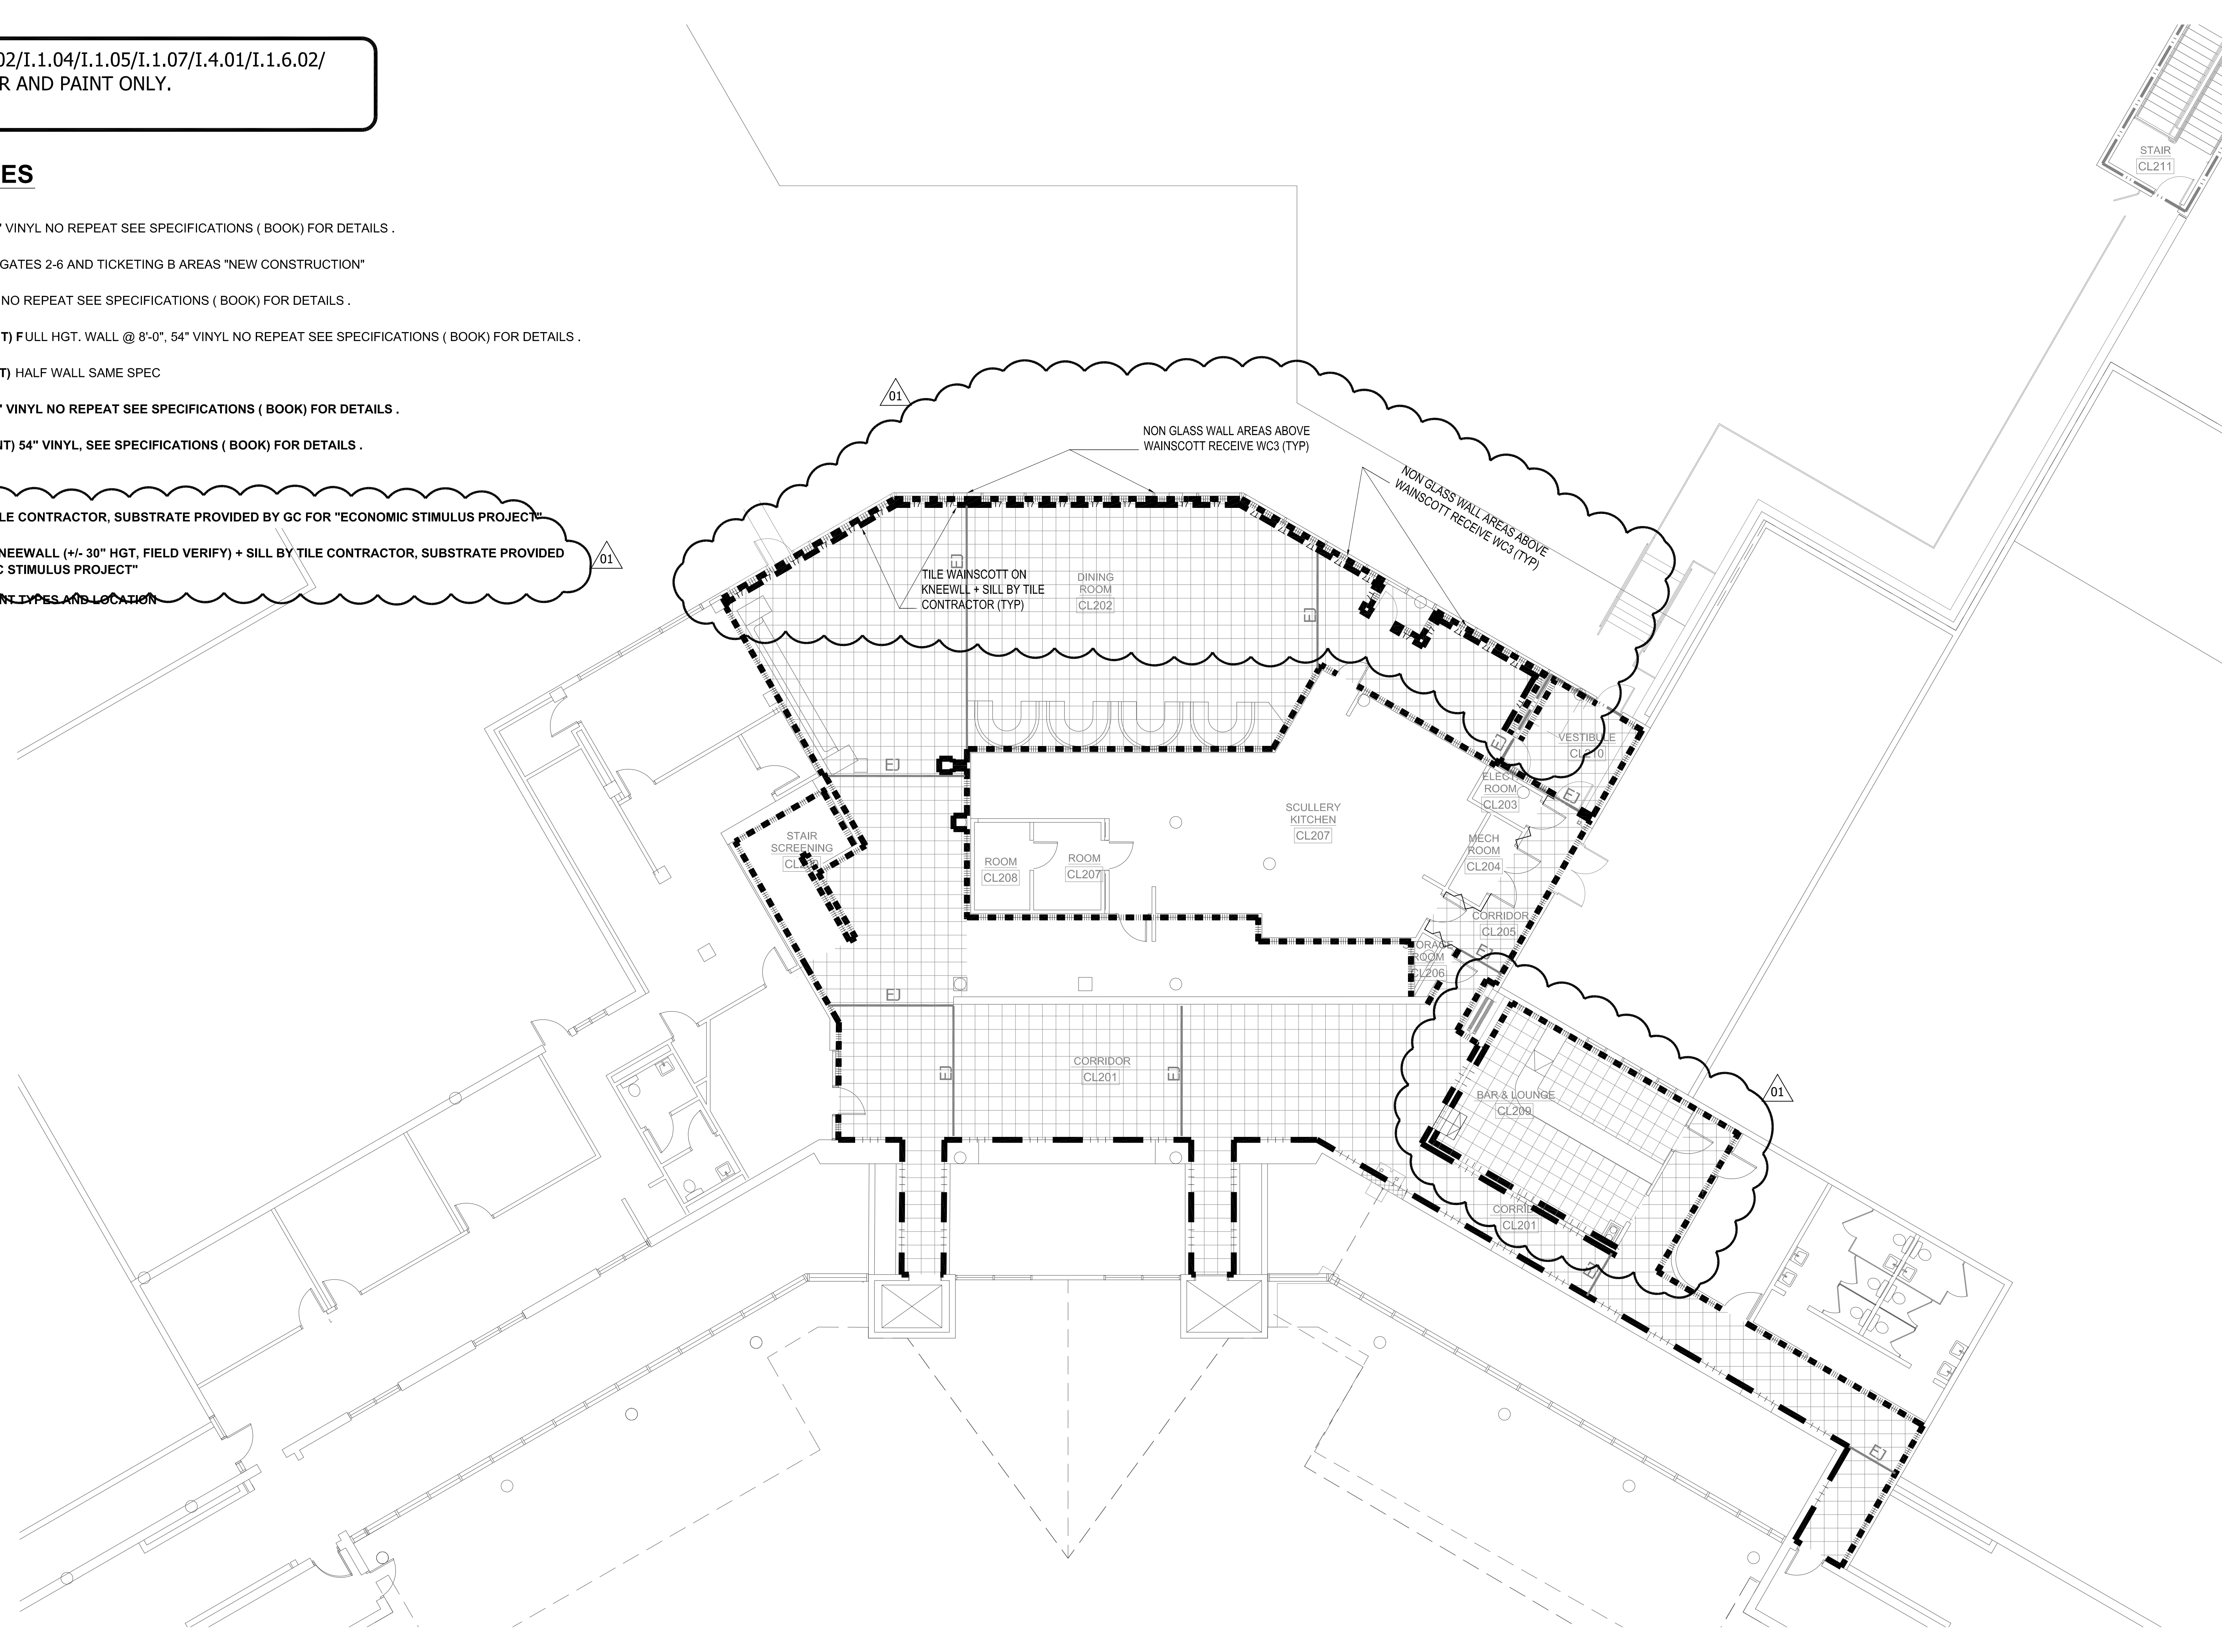 02/I.1.04/I.1.05/I.1.07/I.4.01/I.1.6.02/
R AND PAINT ONLY.
ES
" VINYL NO REPEAT SEE SPECIFICATIONS ( BOOK) FOR DETAILS .
GATES 2-6 AND TICKETING B AREAS "NEW CONSTRUCTION"
NO REPEAT SEE SPECIFICATIONS ( BOOK) FOR DETAILS .
T) FULL HGT. WALL @ 8'-0", 54" VINYL NO REPEAT SEE SPECIFICATIONS ( BOOK) FOR DETAILS .
T) HALF WALL SAME SPEC
" VINYL NO REPEAT SEE SPECIFICATIONS ( BOOK) FOR DETAILS .
NT) 54" VINYL, SEE SPECIFICATIONS ( BOOK) FOR DETAILS .
LE CONTRACTOR, SUBSTRATE PROVIDED BY GC FOR "ECONOMIC STIMULUS PROJECT"
NEEWALL (+/- 30" HGT, FIELD VERIFY) + SILL BY TILE CONTRACTOR, SUBSTRATE PROVIDED
C STIMULUS PROJECT"
NT TYPES AND LOCATION
01
01
NON GLASS WALL AREAS ABOVE
WAINSCOTT RECEIVE WC3 (TYP)
NON GLASS WALL AREAS ABOVE
WAINSCOTT RECEIVE WC3 (TYP)
STAIR
CL211
EJ
TILE WAINSCOTT ON
KNEEWLL + SILL BY TILE
CONTRACTOR (TYP)
DINING
ROOM
CL202
EJ
EJ
EJ
VESTIBULE
CL210
ELECT.
ROOM
CL203
EJ
SCULLERY
KITCHEN
CL207
STAIR
SCREENING
MECH
ROOM
CL204
ROOM
CL208
ROOM
CL207
CORRIDOR
CL205
EJ
STORAGE
ROOM
CL206
EJ
CORRIDOR
CL201
EJ
EJ
BAR & LOUNGE
CL209
01
CL201
EJ
EJ